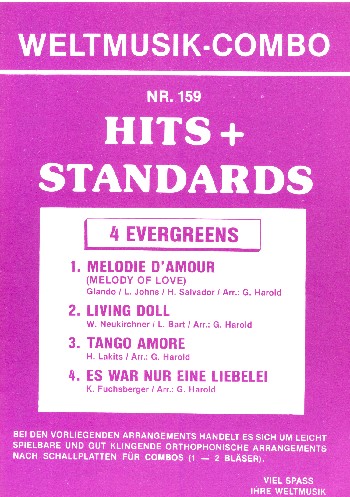 WELTMUSIK-COMBO
NR. 159
HITS +
STANDARDS
4 EVERGREENS
1. MELODIE D'AMOUR
(MELODY OF LOVE)
Glando / L. Johns / H. Salvador / Arr.: G. Harold
2. LIVING DOLL
W. Neukirchner / L. Bart / Arr.: G. Harold
3. TANGO AMORE
H. Lakits / Arr.: G. Harold
4. ES WAR NUR EINE LIEBELEI
K. Fuchsberger / Arr.: G. Harold
BEI DEN VORLIEGENDEN ARRANGEMENTS HANDELT ES SICH UM LEICHT
SPIELBARE UND GUT KLINGENDE ORTHOPHONISCHE ARRANGEMENTS
NACH SCHALLPLATTEN FÜR COMBOS (1 — 2 BLÄSER).
VIEL SPASS
IHRE WELTMUSIK